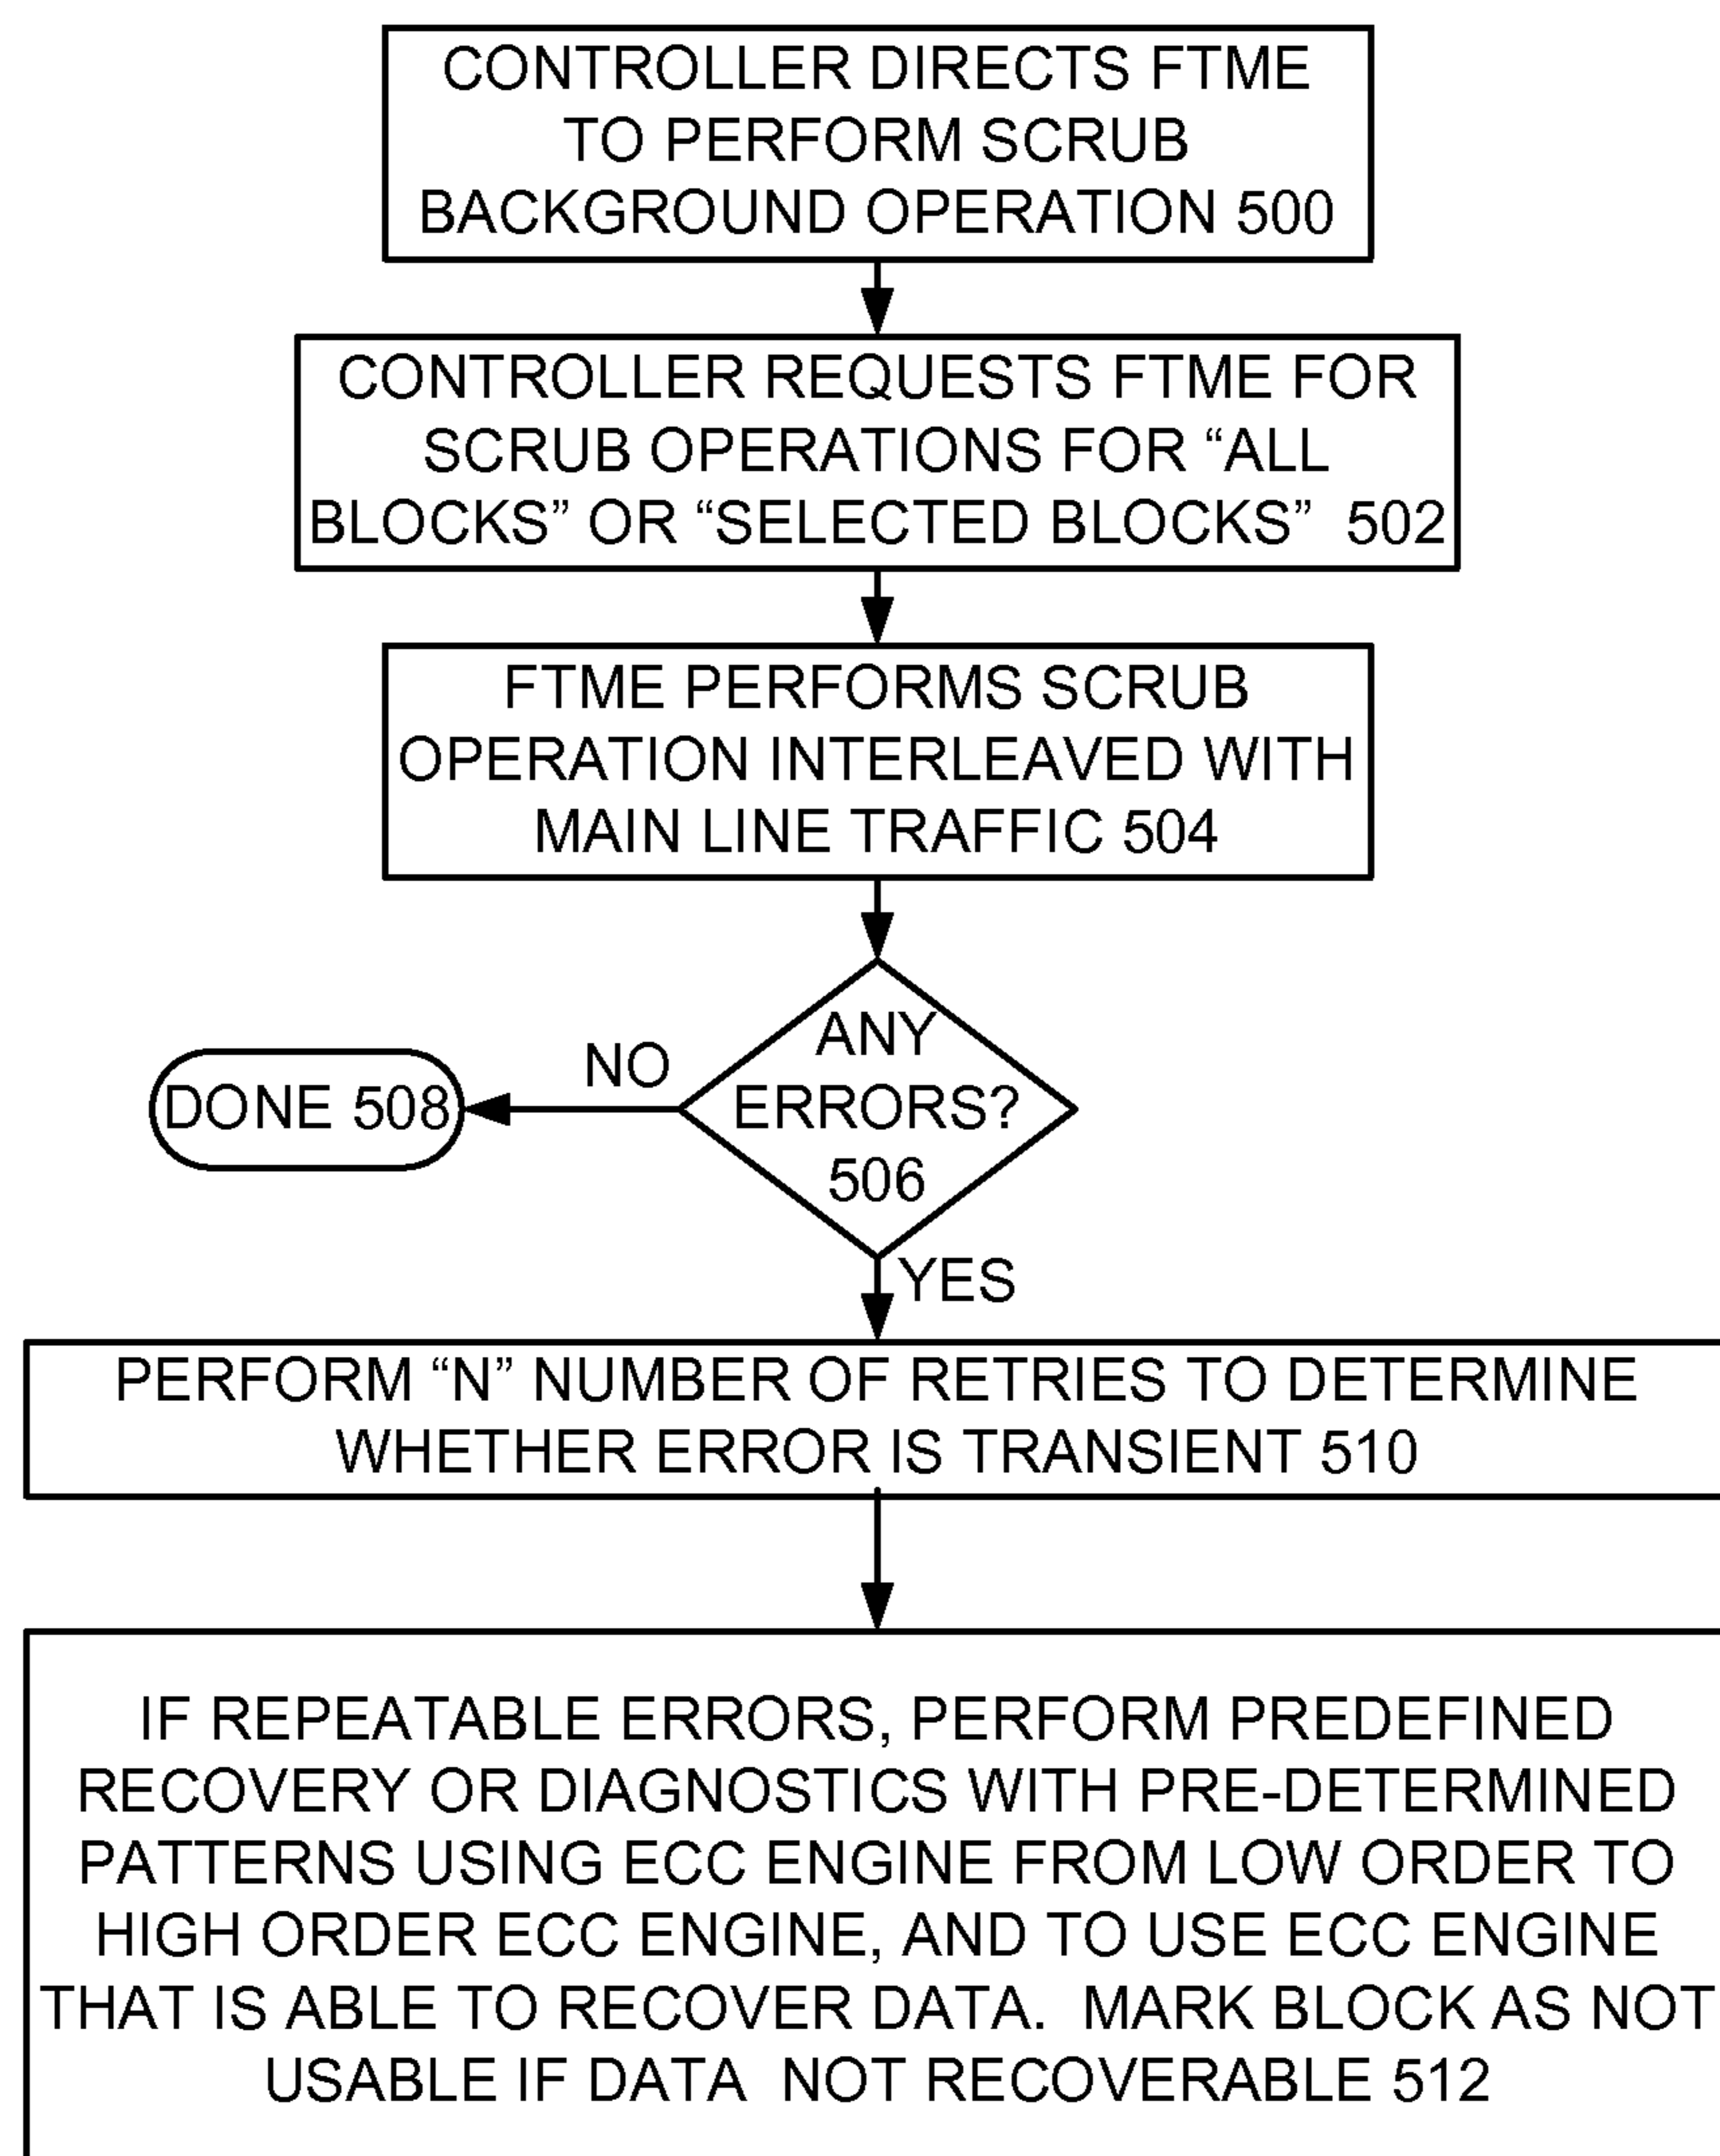 CONTROLLER DIRECTS FTME
TO PERFORM SCRUB
BACKGROUND OPERATION 500
CONTROLLER REQUESTS FTME FOR
SCRUB OPERATIONS FOR “ALL
BLOCKS” OR “SELECTED BLOCKS” 502
FTME PERFORMS SCRUB
OPERATION INTERLEAVED WITH
MAIN LINE TRAFFIC 504
ANY
ERRORS?
506
NO
DONE 508
YES
PERFORM “N” NUMBER OF RETRIES TO DETERMINE
WHETHER ERROR IS TRANSIENT 510
IF REPEATABLE ERRORS, PERFORM PREDEFINED
RECOVERY OR DIAGNOSTICS WITH PRE-DETERMINED
PATTERNS USING ECC ENGINE FROM LOW ORDER TO
HIGH ORDER ECC ENGINE, AND TO USE ECC ENGINE
THAT IS ABLE TO RECOVER DATA. MARK BLOCK AS NOT
USABLE IF DATA NOT RECOVERABLE 512